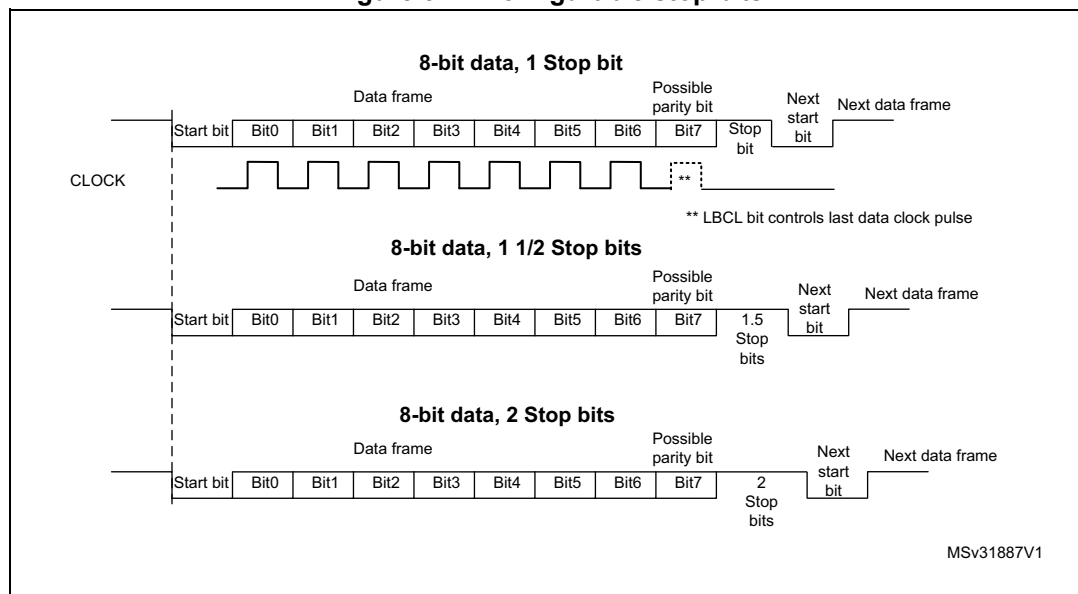 8-bit data, 1 Stop bit
Data frame
Possible
parity bit
Next
start
bit
Next data frame
Start bit Bit0 Bit1 Bit2 Bit3 Bit4 Bit5 Bit6 Bit7 Stop
bit
CLOCK
**
** LBCL bit controls last data clock pulse
8-bit data, 1 1/2 Stop bits
Data frame
Possible
parity bit
Next
start
bit
Next data frame
Start bit Bit0 Bit1 Bit2 Bit3 Bit4 Bit5 Bit6 Bit7 1.5
Stop
bits
8-bit data, 2 Stop bits
Data frame
Possible
parity bit
Next
start
bit
Next data frame
Start bit Bit0 Bit1 Bit2 Bit3 Bit4 Bit5 Bit6 Bit7 2
Stop
bits
MSv31887V1